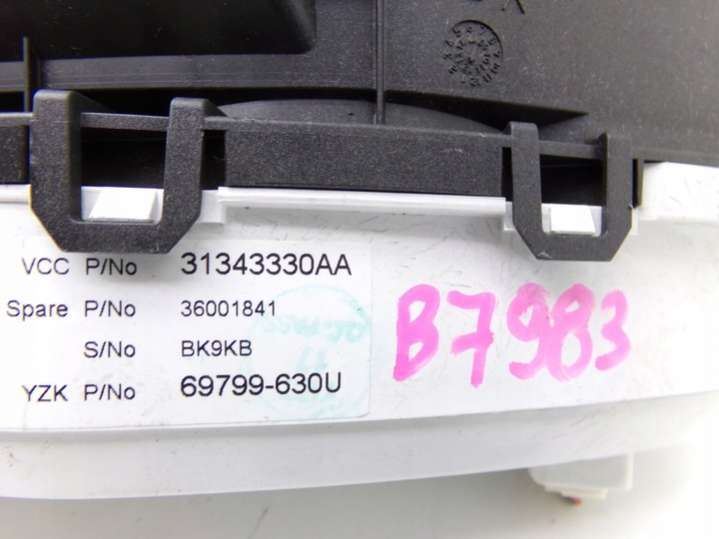 VCC P/No 31343330AA
Spare P/No 36001841
S/No BK9KB
YZK P/No 69799-630U
B7983